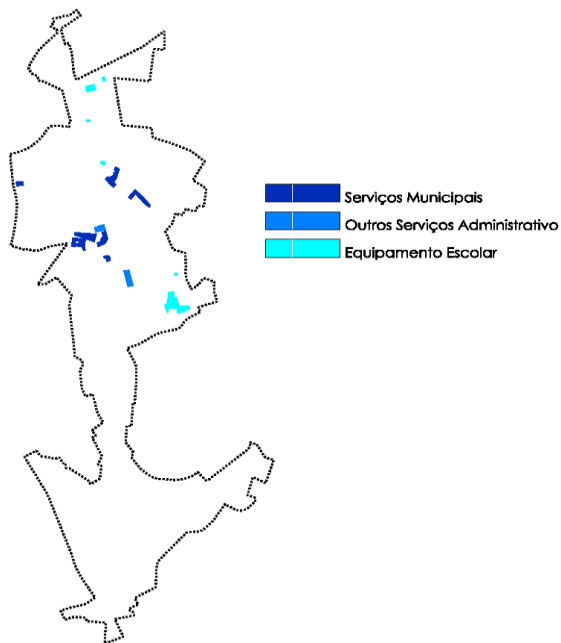 Serviços Municipais
Outros Serviços Administrativo
Equipamento Escolar